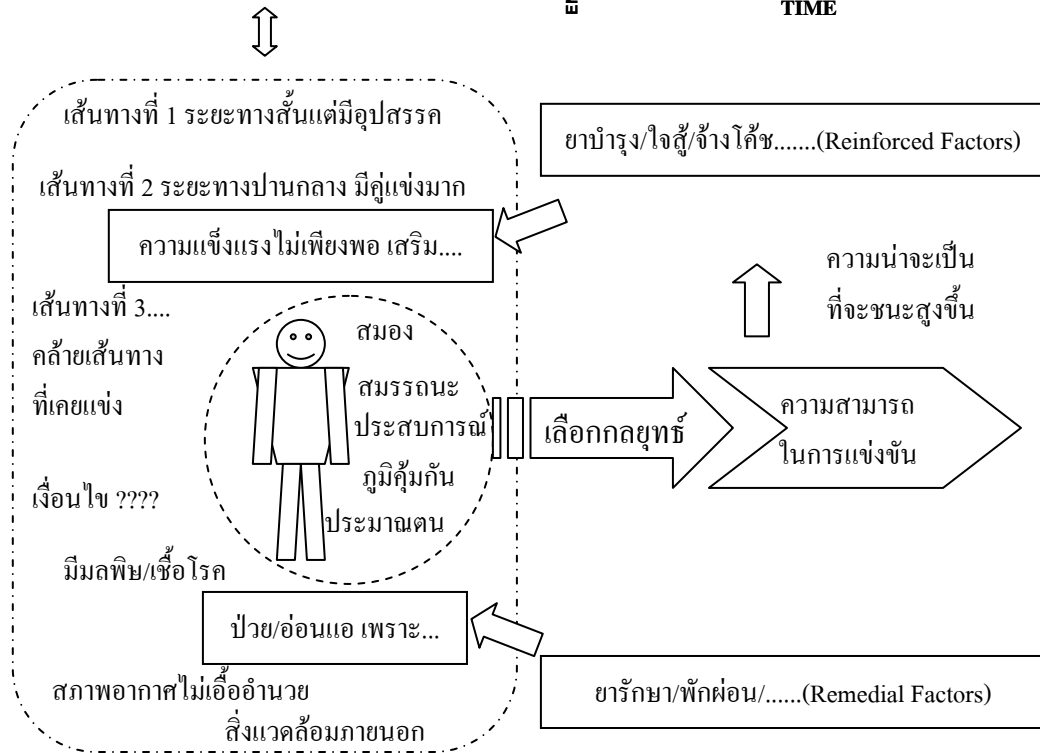 TIME
เส้นทางที่ 1 ระยะทางสั้นแต่มีอุปสรรค
ยาบำรุง/ใจสู้/จ้างโค้ช.......(Reinforced Factors)
เส้นทางที่ 2 ระยะทางปานกลาง มีคู่แข่งมาก
ความแข็งแรงไม่เพียงพอ เสริม....
ความน่าจะเป็น
ที่จะชนะสูงขึ้น
เส้นทางที่ 3....
คล้ายเส้นทาง
ที่เคยแข่ง
สมอง
สมรรถนะ
ประสบการณ์
ภูมิคุ้มกัน
ประมาณตน
เลือกกลยุทธ์
ความสามารถ
ในการแข่งขัน
เงื่อนไข ????
มีมลพิษ/เชื้อโรค
ป่วย/อ่อนแอ เพราะ...
สภาพอากาศไม่เอื้ออำนวย
สิ่งแวดล้อมภายนอก
ยารักษา/พักผ่อน/......(Remedial Factors)